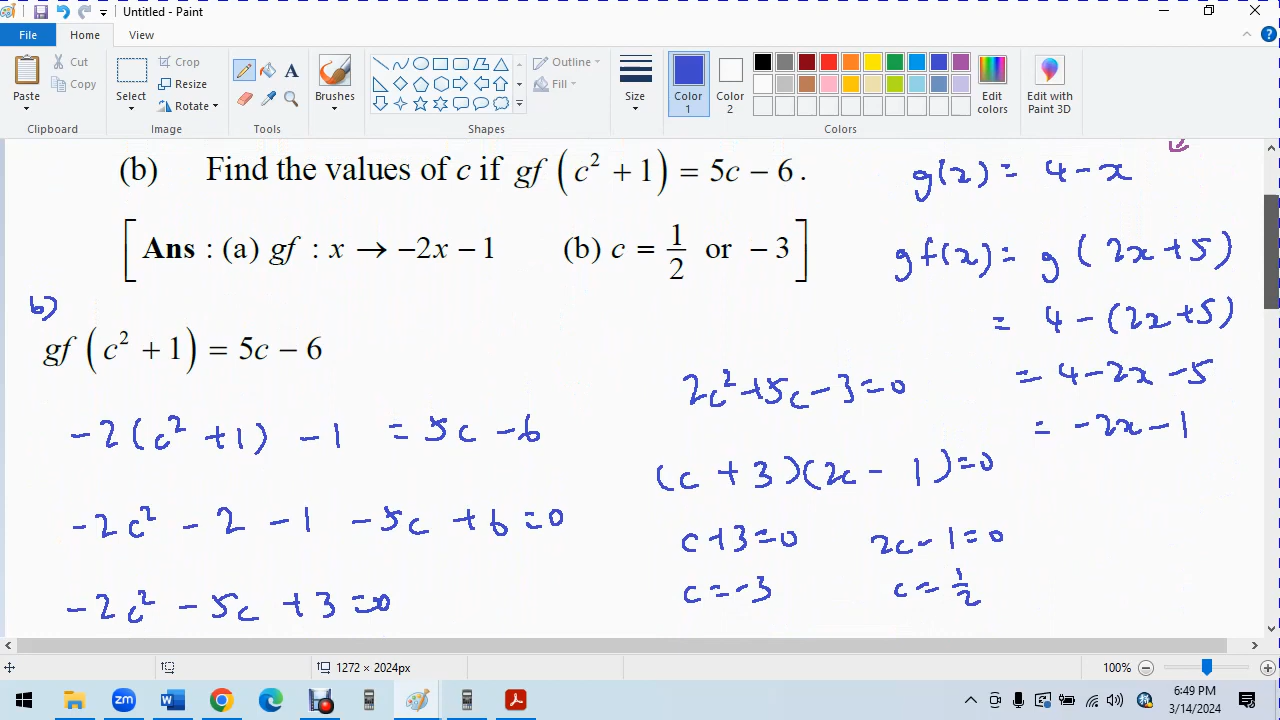 Untitled - Paint
File Home View
Paste Cut Copy Clipboard
Select Crop Resize Rotate Image
Tools
Brushes
Outline Fill Shapes
Size
Color 1 Color 2 Edit colors Colors
Edit with Paint 3D
(b) Find the values of c if gf (c² + 1) = 5c − 6.
[Ans : (a) gf : x → −2x − 1 (b) c = 1/2 or − 3]
b)
gf (c² + 1) = 5c − 6
-2(c² + 1) - 1 = 5c - 6
-2c² - 2 - 1 - 5c + 6 = 0
-2c² - 5c + 3 = 0
2c² + 5c - 3 = 0
(c + 3)(2c - 1) = 0
c + 3 = 0 2c - 1 = 0
c = -3 c = 1/2
g(x) = 4 - x
gf(x) = g (2x + 5)
= 4 - (2x + 5)
= 4 - 2x - 5
= -2x - 1
1272 × 2024px 100%
zm W
6:49 PM
3/14/2024